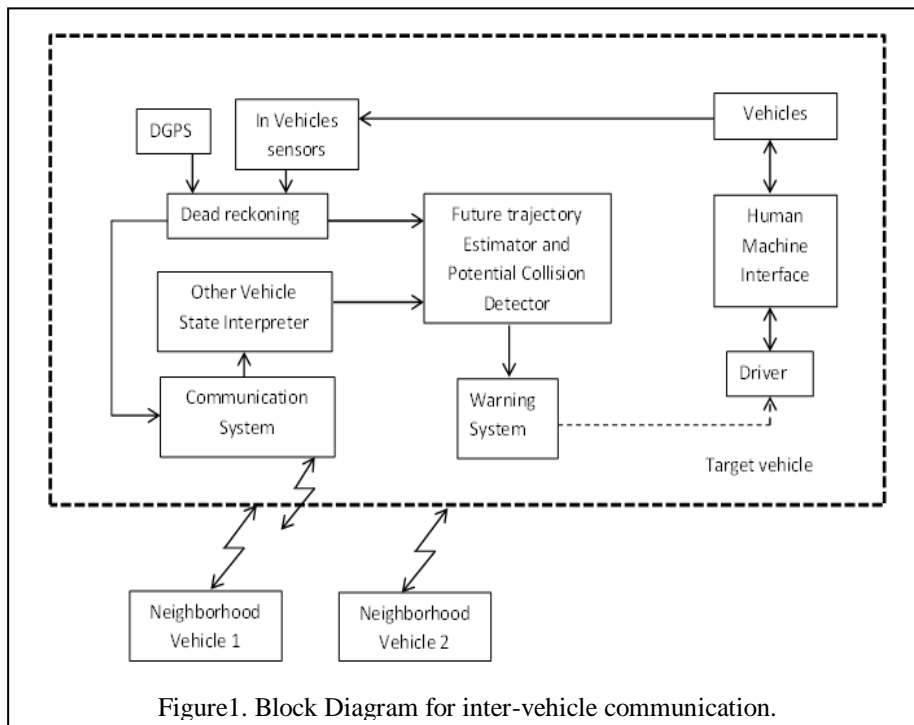 DGPS
In Vehicles
sensors
Vehicles
Dead reckoning
Future trajectory
Estimator and
Potential Collision
Detector
Human
Machine
Interface
Other Vehicle
State Interpreter
Communication
System
Warning
System
Driver
Target vehicle
Neighborhood
Vehicle 1
Neighborhood
Vehicle 2
Figure1. Block Diagram for inter-vehicle communication.